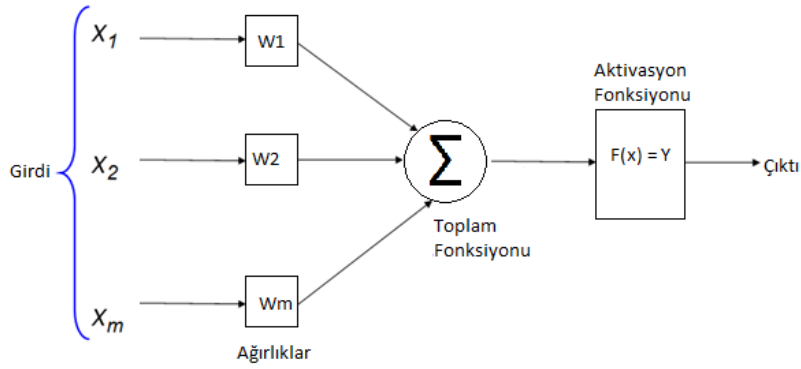 X1
W1
Aktivasyon
Fonksiyonu
Girdi
X2
W2
Σ
F(x) = Y
Çıktı
Toplam
Fonksiyonu
Xm
Wm
Ağırlıklar